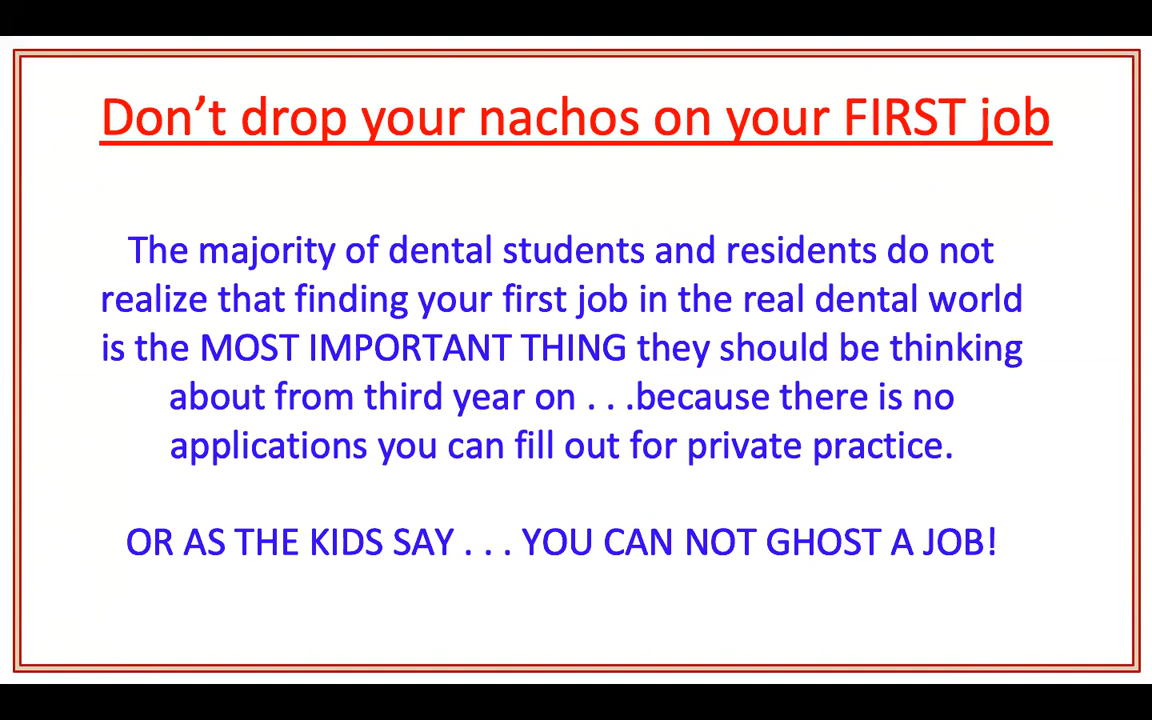 Don’t drop your nachos on your FIRST job
The majority of dental students and residents do not
realize that finding your first job in the real dental world
is the MOST IMPORTANT THING they should be thinking
about from third year on . . .because there is no
applications you can fill out for private practice.
OR AS THE KIDS SAY . . . YOU CAN NOT GHOST A JOB!